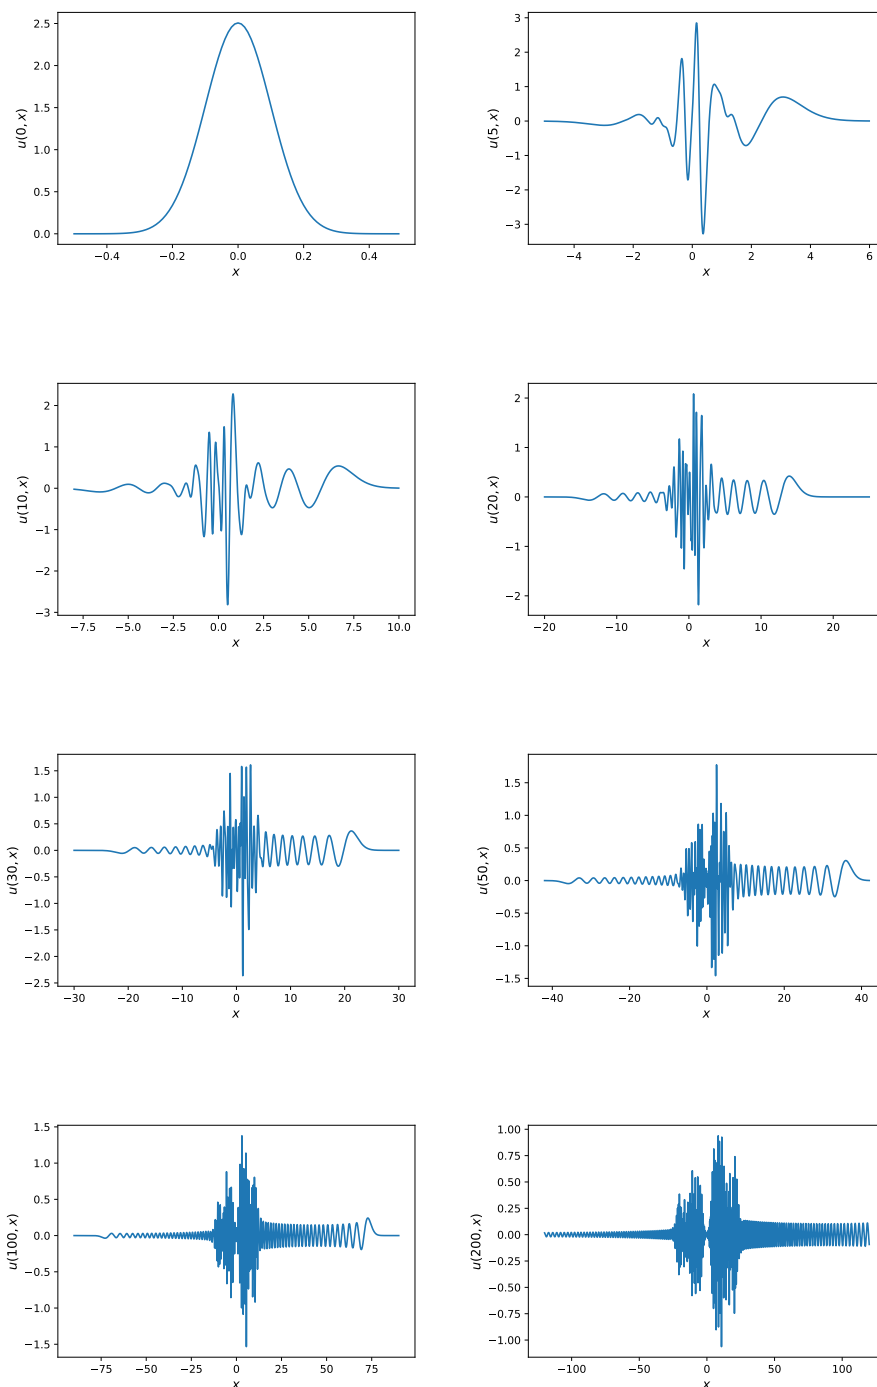 2.5
2.0
1.5
1.0
0.5
0.0
u(0, x)
−0.4 −0.2 0.0 0.2 0.4
x
3
2
1
0
−1
−2
−3
u(5, x)
−4 −2 0 2 4 6
x
2
1
0
−1
−2
−3
u(10, x)
−7.5 −5.0 −2.5 0.0 2.5 5.0 7.5 10.0
x
2
1
0
−1
−2
u(20, x)
−20 −10 0 10 20
x
1.5
1.0
0.5
0.0
−0.5
−1.0
−1.5
−2.0
−2.5
u(30, x)
−30 −20 −10 0 10 20 30
x
1.5
1.0
0.5
0.0
−0.5
−1.0
−1.5
u(50, x)
−40 −20 0 20 40
x
1.5
1.0
0.5
0.0
−0.5
−1.0
−1.5
u(100, x)
−75 −50 −25 0 25 50 75
x
1.00
0.75
0.50
0.25
0.00
−0.25
−0.50
−0.75
−1.00
u(200, x)
−100 −50 0 50 100
x